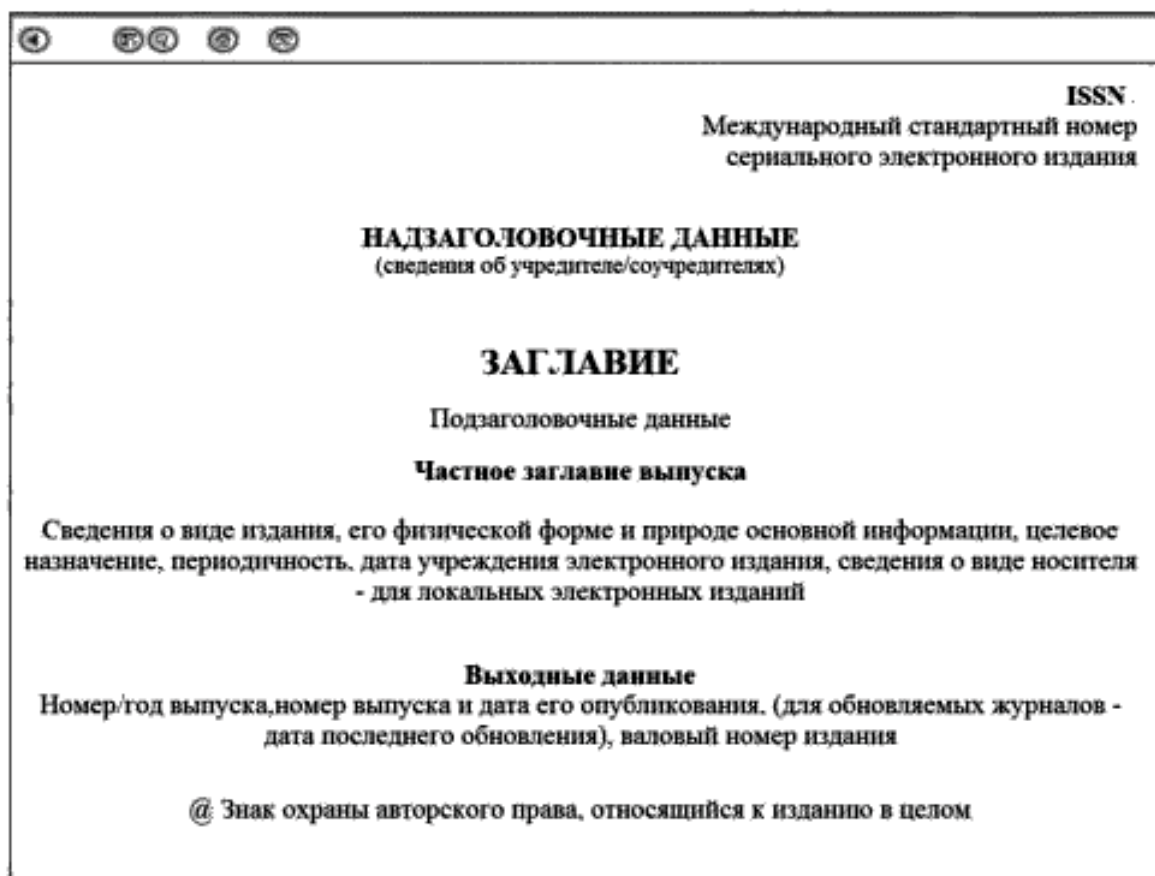 ISSN
Международный стандартный номер
сериального электронного издания
НАДЗАГОЛОВОЧНЫЕ ДАННЫЕ
(сведения об учредителе/соучредителях)
ЗАГЛАВИЕ
Подзаголовочные данные
Частное заглавие выпуска
Сведения о виде издания, его физической форме и природе основной информации, целевое
назначение, периодичность, дата учреждения электронного издания, сведения о виде носителя
- для локальных электронных изданий
Выходные данные
Номер/год выпуска,номер выпуска и дата его опубликования. (для обновляемых журналов -
дата последнего обновления), валовый номер издания
@ Знак охраны авторского права, относящийся к изданию в целом